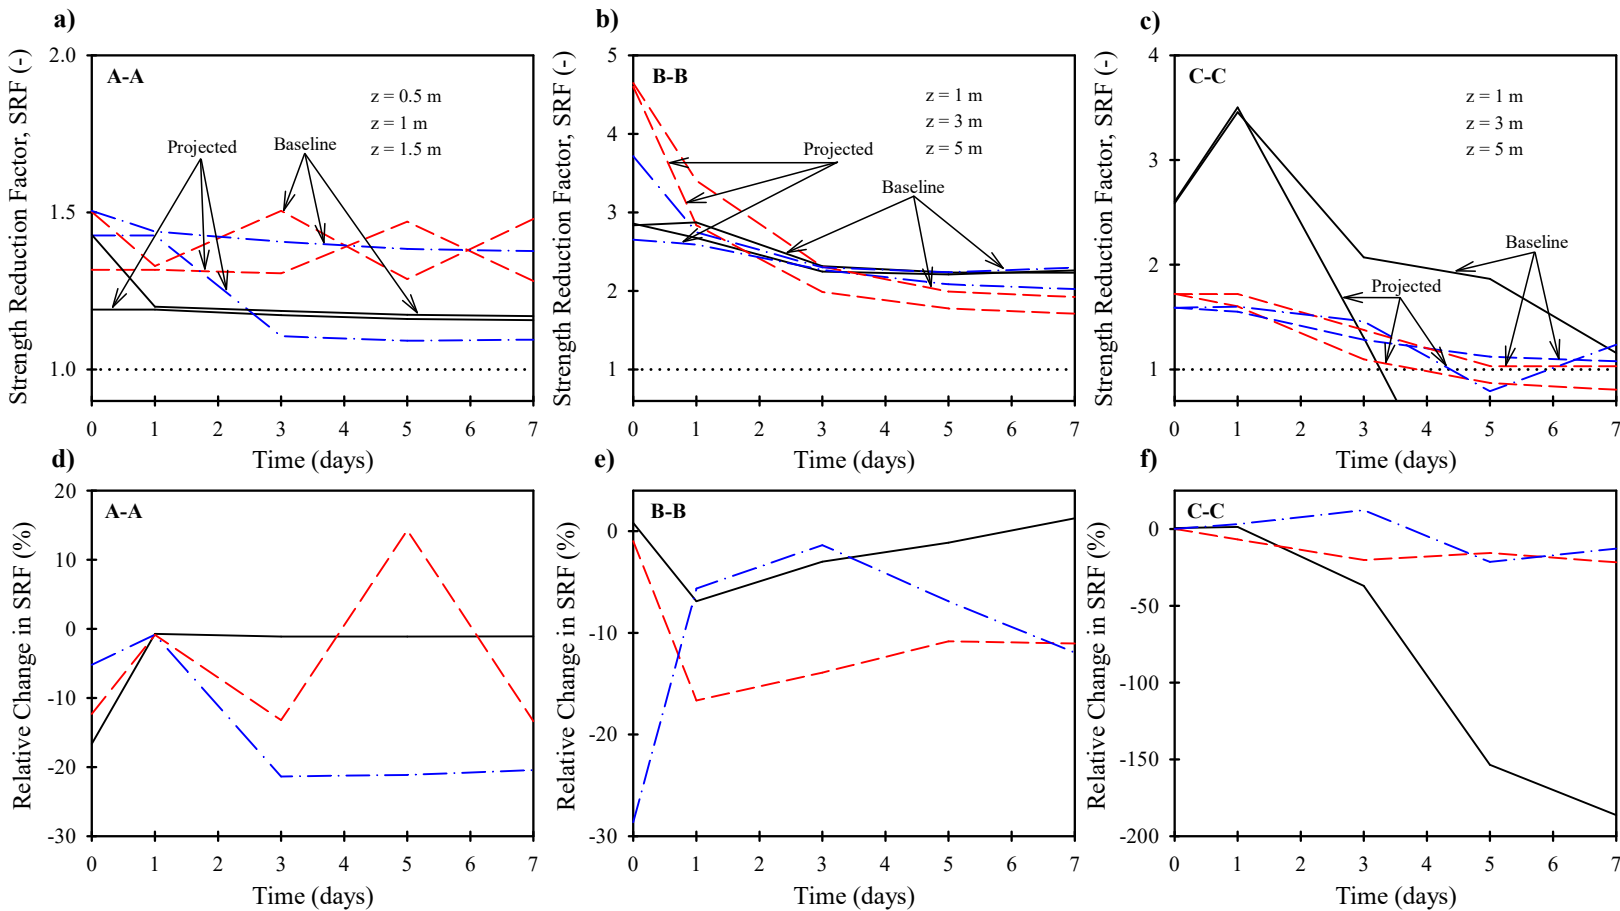 a)
Strength Reduction Factor, SRF (-)
2.0
1.5
1.0
A-A
z = 0.5 m
z = 1 m
z = 1.5 m
Projected
Baseline
0 1 2 3 4 5 6 7
Time (days)
b)
Strength Reduction Factor, SRF (-)
5
4
3
2
1
B-B
z = 1 m
z = 3 m
z = 5 m
Projected
Baseline
0 1 2 3 4 5 6 7
Time (days)
c)
Strength Reduction Factor, SRF (-)
4
3
2
1
C-C
z = 1 m
z = 3 m
z = 5 m
Baseline
Projected
0 1 2 3 4 5 6 7
Time (days)
d)
Relative Change in SRF (%)
20
10
0
-10
-20
-30
A-A
0 1 2 3 4 5 6 7
Time (days)
e)
Relative Change in SRF (%)
0
-10
-20
-30
B-B
0 1 2 3 4 5 6 7
Time (days)
f)
Relative Change in SRF (%)
0
-50
-100
-150
-200
C-C
0 1 2 3 4 5 6 7
Time (days)